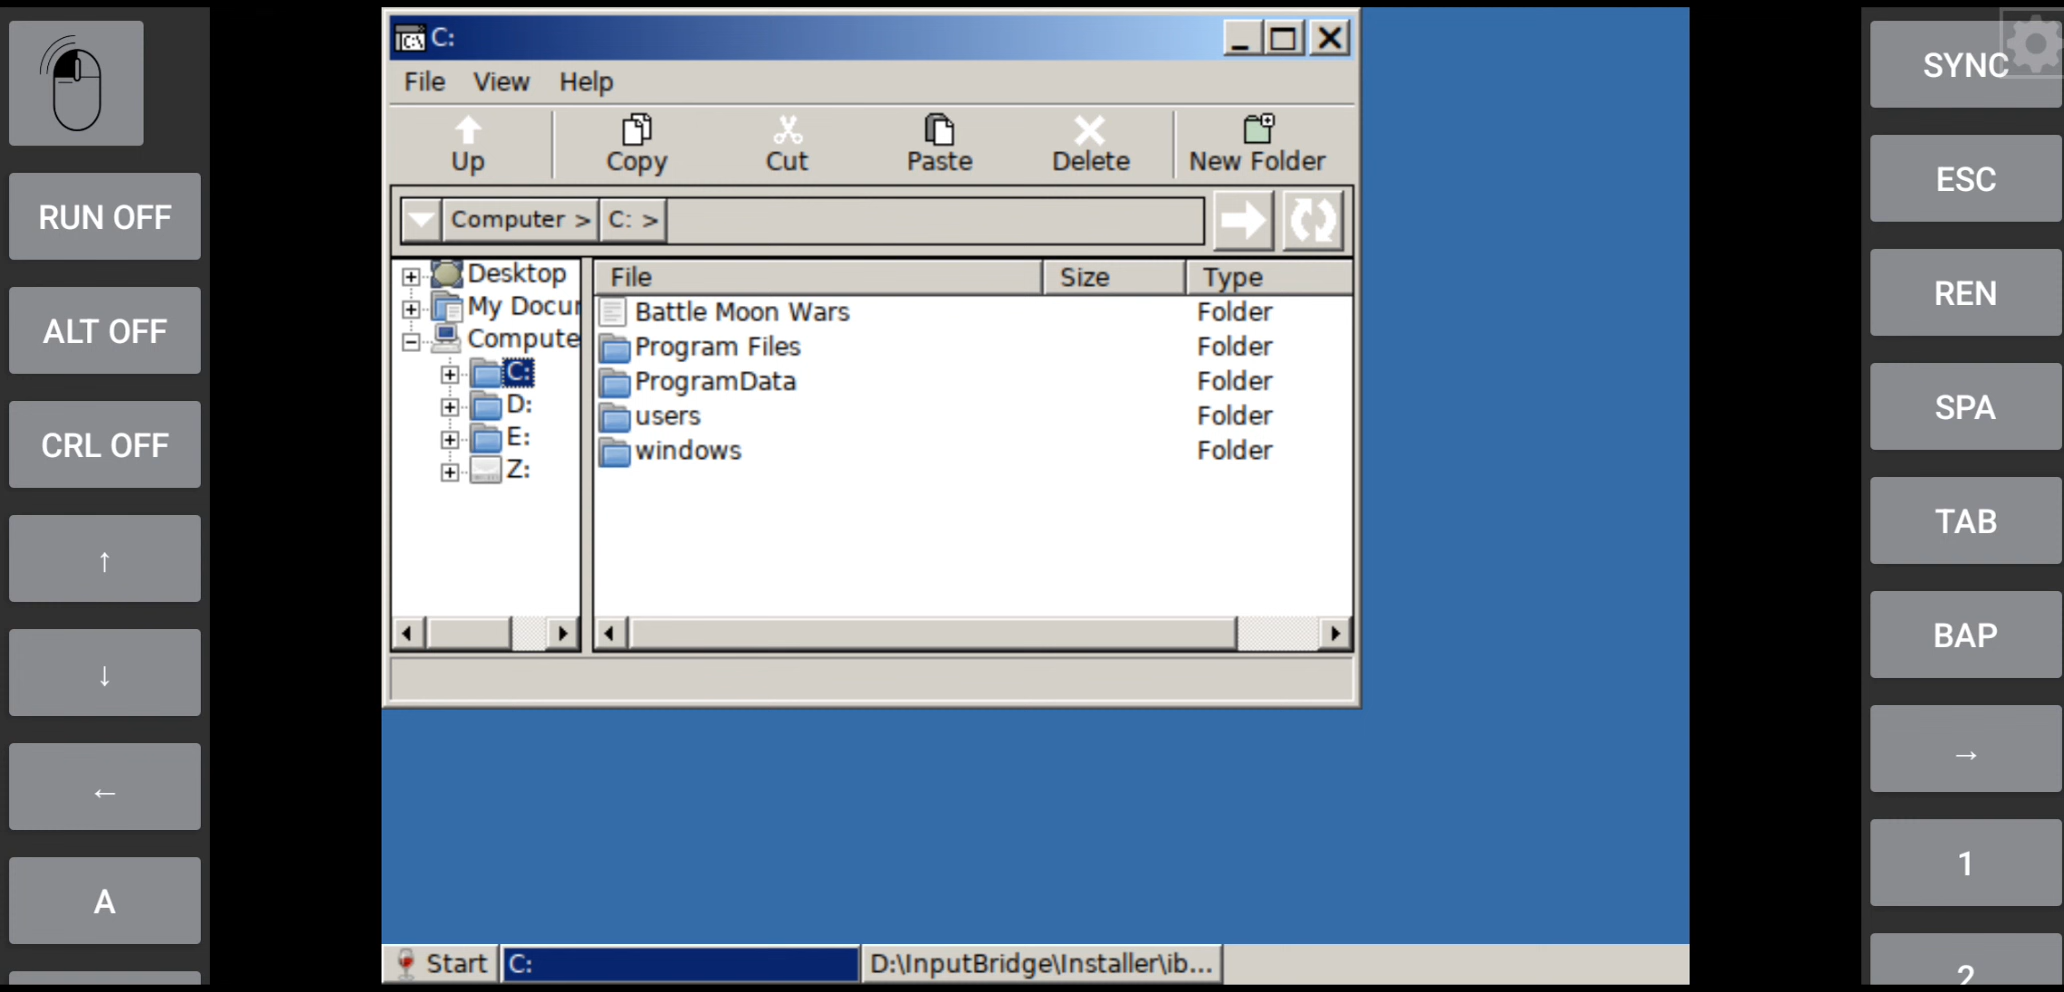 C:
File View Help
Up Copy Cut Paste Delete New Folder
Computer > C: >
Desktop
My Docur
Compute
C:
D:
E:
Z:
File Size Type
Battle Moon Wars Folder
Program Files Folder
ProgramData Folder
users Folder
windows Folder
Start C: D:\InputBridge\Installer\ib...
RUN OFF
ALT OFF
CRL OFF
↑
↓
←
A
SYNC
ESC
REN
SPA
TAB
BAP
→
1
2